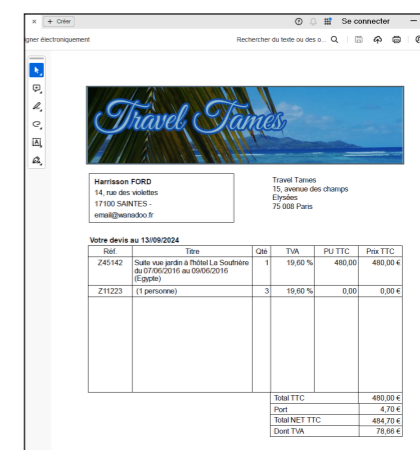 + Créer
Se connecter
gner électroniquement
Rechercher du texte ou des o...
Travel Tames
Harrisson FORD
14, rue des violettes
17100 SAINTES -
email@wanadoo.fr
Travel Tames
15, avenue des champs
Elysées
75 008 Paris
Votre devis au 13//09/2024
Réf. Titre Qté TVA PU TTC Prix TTC
Z45142 Suite vue jardin à l'hôtel La Soufrière 1 19,60 % 480,00 480,00 €
du 07/06/2016 au 09/06/2016
(Egypte)
Z11223 (1 personne) 3 19,60 % 0,00 0,00 €
Total TTC 480,00 €
Port 4,70 €
Total NET TTC 484,70 €
Dont TVA 78,66 €